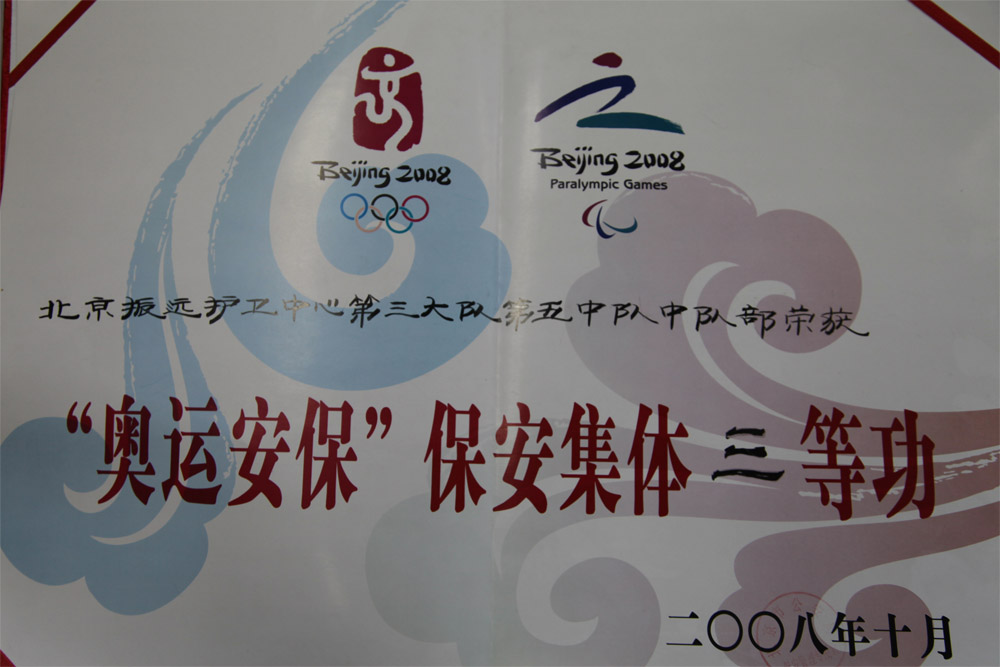 Beijing 2008
Beijing 2008
Paralympic Games
北京振远护卫中心第三大队第五中队中队部荣获
“奥运安保”保安集体三等功
二〇〇八年十月